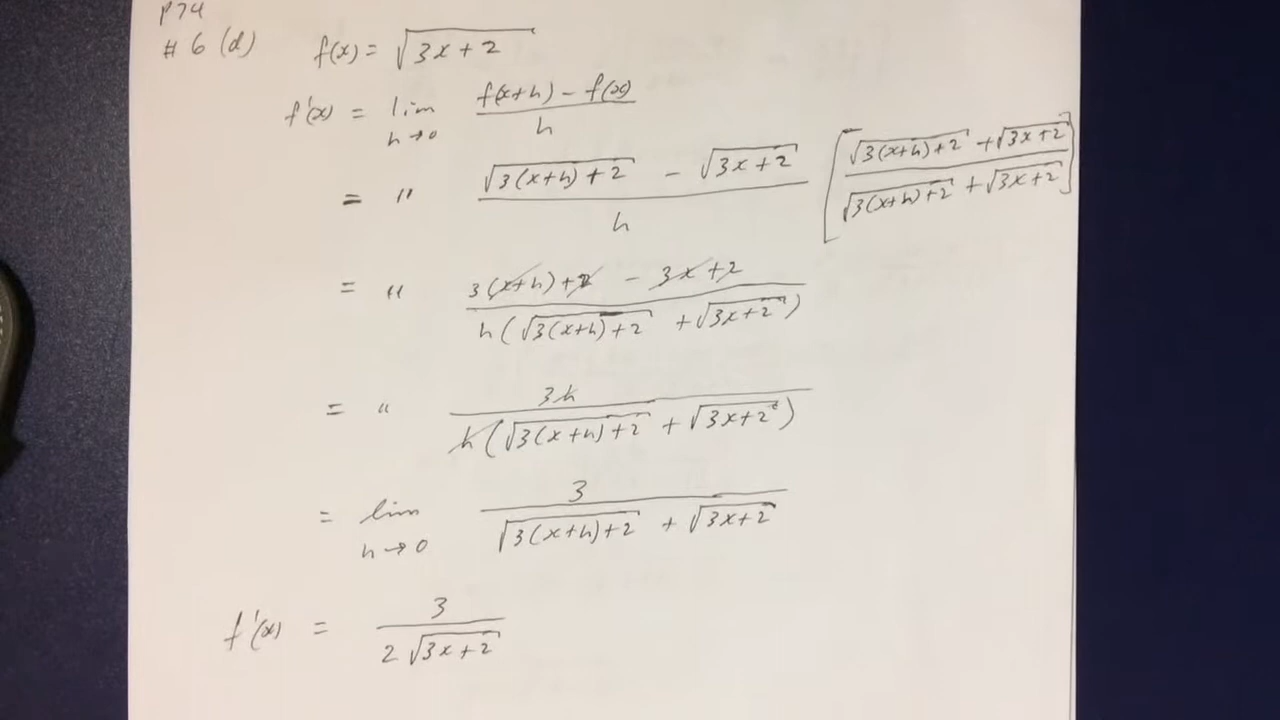 P74
# 6 (d) f(x) = √3x+2
f'(x) = lim h→0 f(x+h) − f(x) / h
= " √3(x+h)+2 − √3x+2 / h [ √3(x+h)+2 + √3x+2 / √3(x+h)+2 + √3x+2 ]
= " 3(x+h)+2 − 3x+2 / h(√3(x+h)+2 + √3x+2)
= " 3h / h(√3(x+h)+2 + √3x+2)
= lim h→0 3 / √3(x+h)+2 + √3x+2
f'(x) = 3 / 2√3x+2